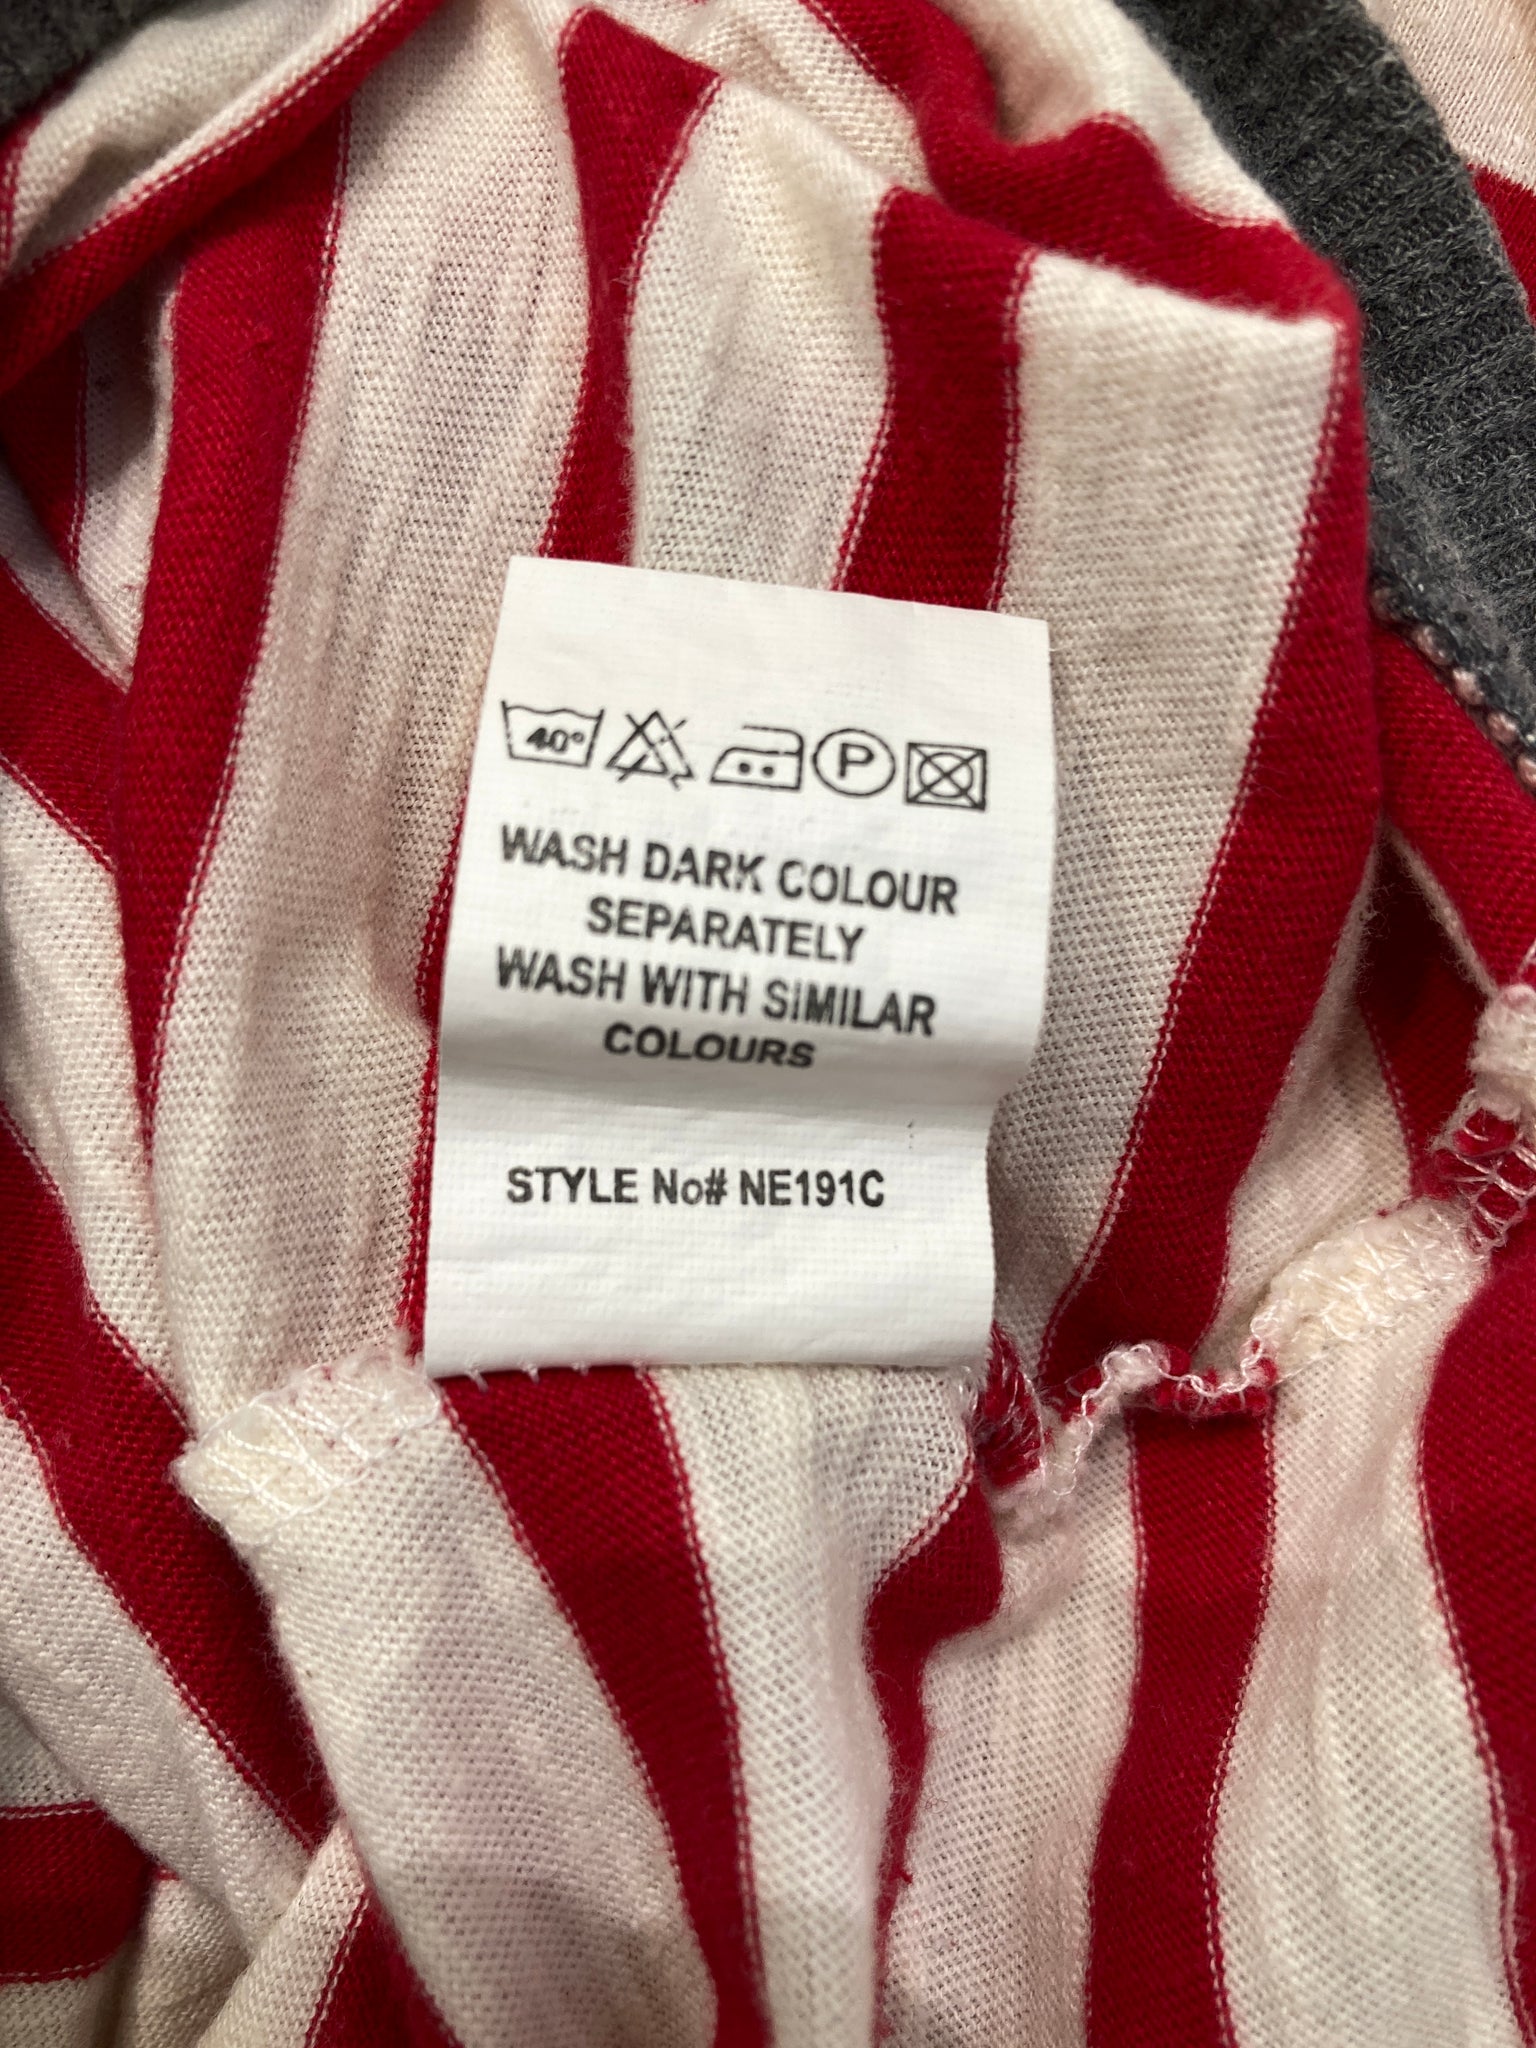 40° P
WASH DARK COLOUR
SEPARATELY
WASH WITH SIMILAR
COLOURS
STYLE No# NE191C